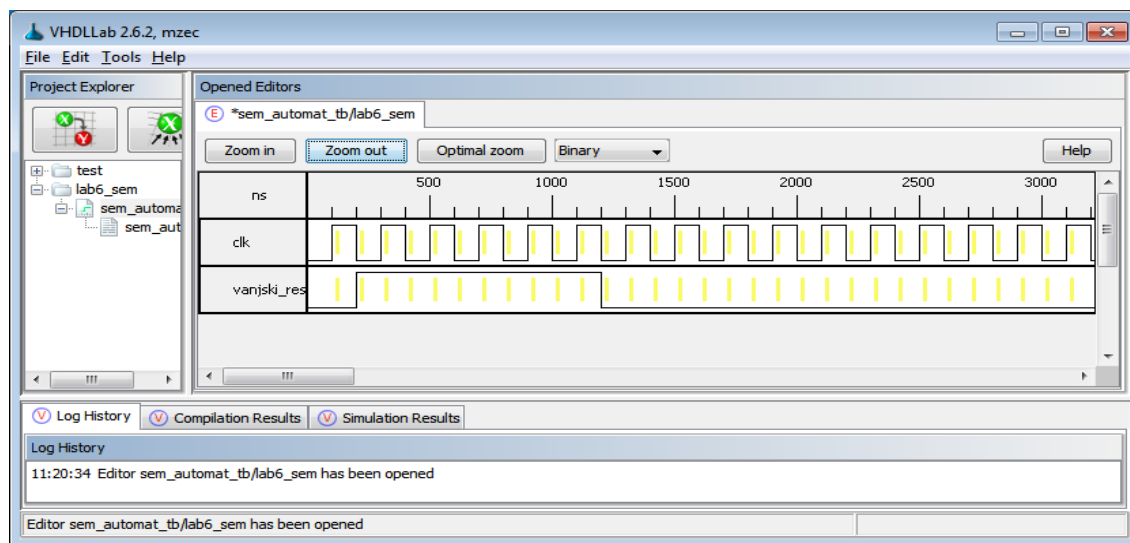 VHDLLab 2.6.2, mzec
File Edit Tools Help
Project Explorer
Opened Editors
X
Y
X
E *sem_automat_tb/lab6_sem
Zoom in Zoom out Optimal zoom Binary Help
test
lab6_sem
sem_automa
sem_aut
ns 500 1000 1500 2000 2500 3000
clk
vanjski_res
V Log History V Compilation Results V Simulation Results
Log History
11:20:34 Editor sem_automat_tb/lab6_sem has been opened
Editor sem_automat_tb/lab6_sem has been opened